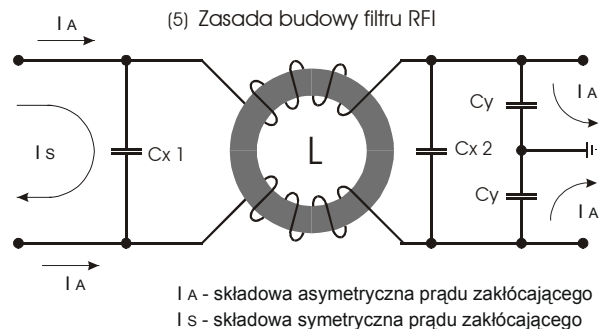 (5) Zasada budowy filtru RFI
I A
I S
Cx 1
L
Cx 2
Cy
Cy
I A
I A
I A
I A - składowa asymetryczna prądu zakłócającego
I S - składowa symetryczna prądu zakłócającego